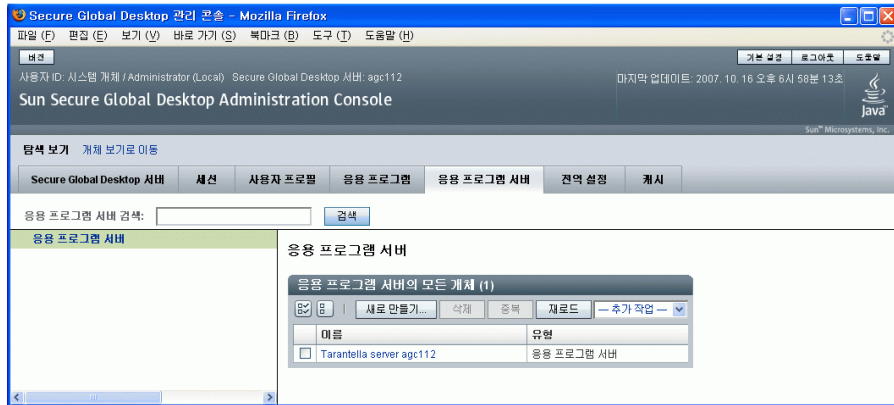 Secure Global Desktop 관리 콘솔 - Mozilla Firefox
파일 (F) 편집 (E) 보기 (V) 바로 가기 (S) 북마크 (B) 도구 (T) 도움말 (H)
버전 기본 설정 로그아웃 도움말
사용자 ID: 시스템 개체 / Administrator (Local) Secure Global Desktop 서버: agc112 마지막 업데이트: 2007. 10. 16 오후 6시 58분 13초
Sun Secure Global Desktop Administration Console
Java
Sun™ Microsystems, Inc.
탐색 보기 개체 보기로 이동
Secure Global Desktop 서버 세션 사용자 프로필 응용 프로그램 응용 프로그램 서버 전역 설정 캐시
응용 프로그램 서버 검색: 검색
응용 프로그램 서버
응용 프로그램 서버
응용 프로그램 서버의 모든 개체 (1)
새로 만들기... 삭제 중복 재로드 — 추가 작업 —
이름 유형
Tarantella server agc112 응용 프로그램 서버